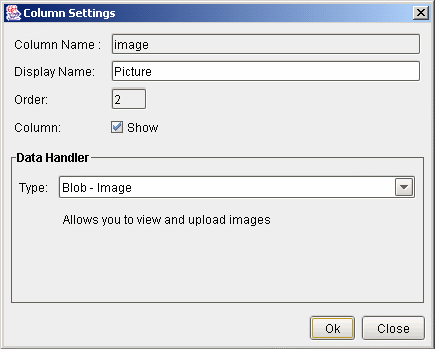 Column Settings
Column Name : image
Display Name: Picture
Order: 2
Column: Show
Data Handler
Type: Blob - Image
Allows you to view and upload images
Ok Close